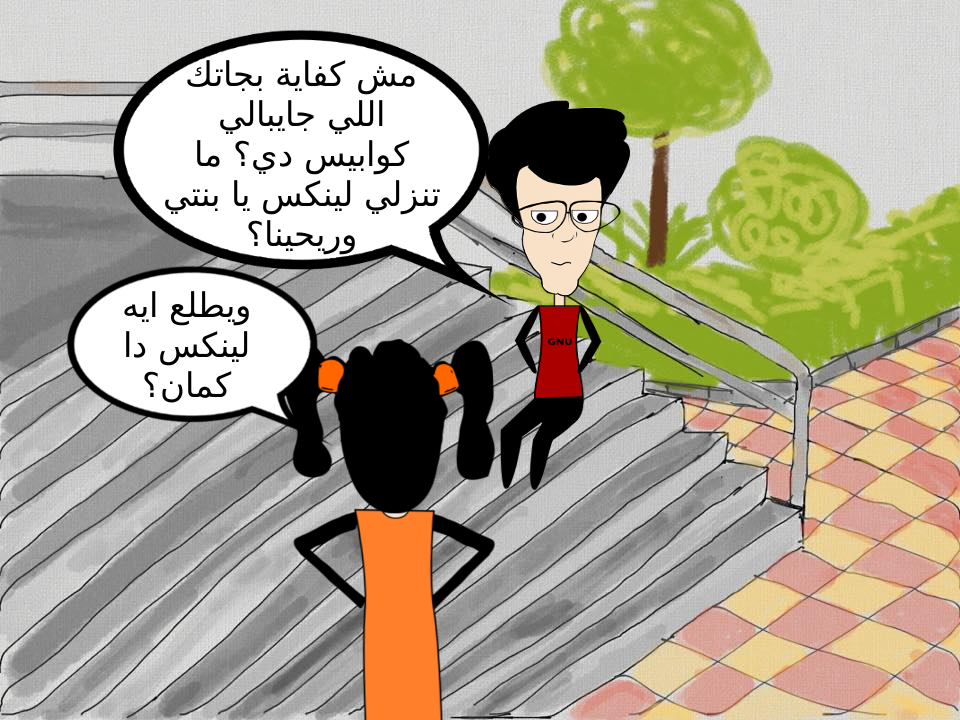 مش كفاية بجاتك
اللي جايبالي
كوابيس دي؟ ما
تنزلي لينكس يا بنتي
وريحينا؟
ويطلع ايه
لينكس دا
كمان؟
GNU